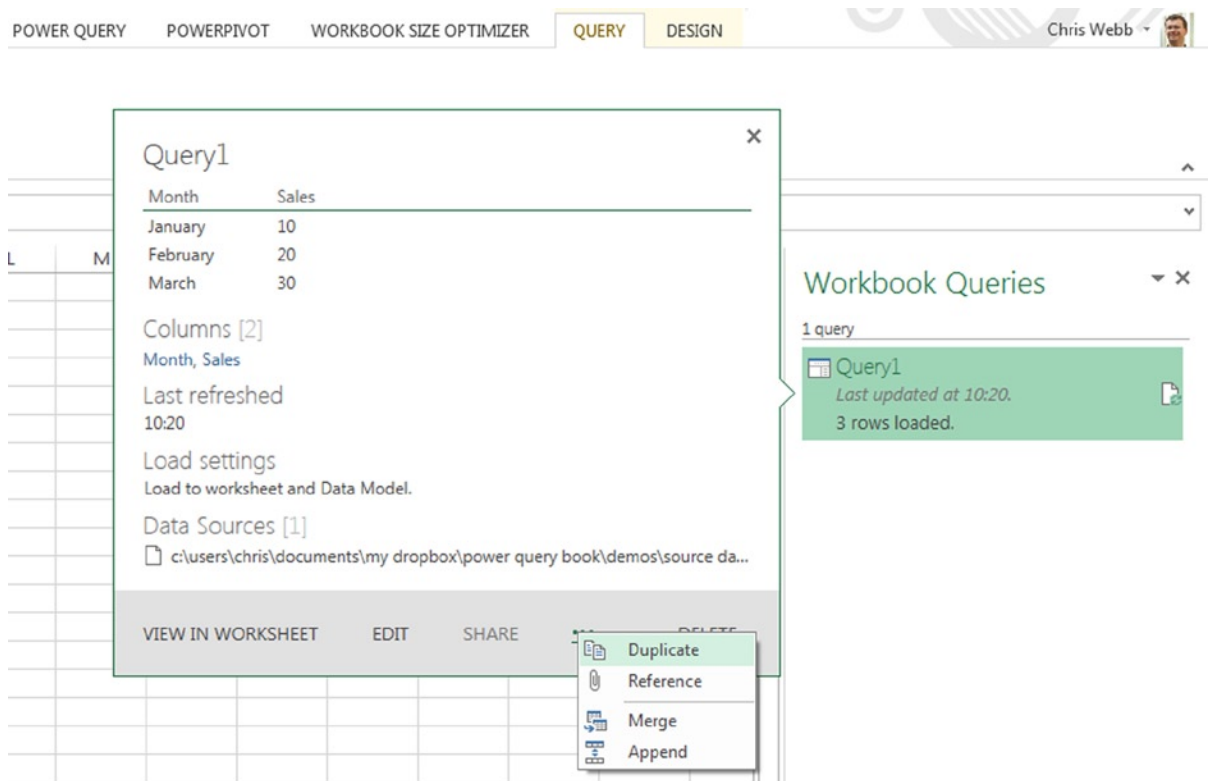 POWER QUERY POWERPIVOT WORKBOOK SIZE OPTIMIZER QUERY DESIGN Chris Webb
Query1
Month Sales
January 10
February 20
March 30
Columns [2]
Month, Sales
Last refreshed
10:20
Load settings
Load to worksheet and Data Model.
Data Sources [1]
c:\users\chris\documents\my dropbox\power query book\demos\source da...
VIEW IN WORKSHEET EDIT SHARE ... DELETE
Duplicate
Reference
Merge
Append
L M
Workbook Queries
1 query
Query1
Last updated at 10:20.
3 rows loaded.